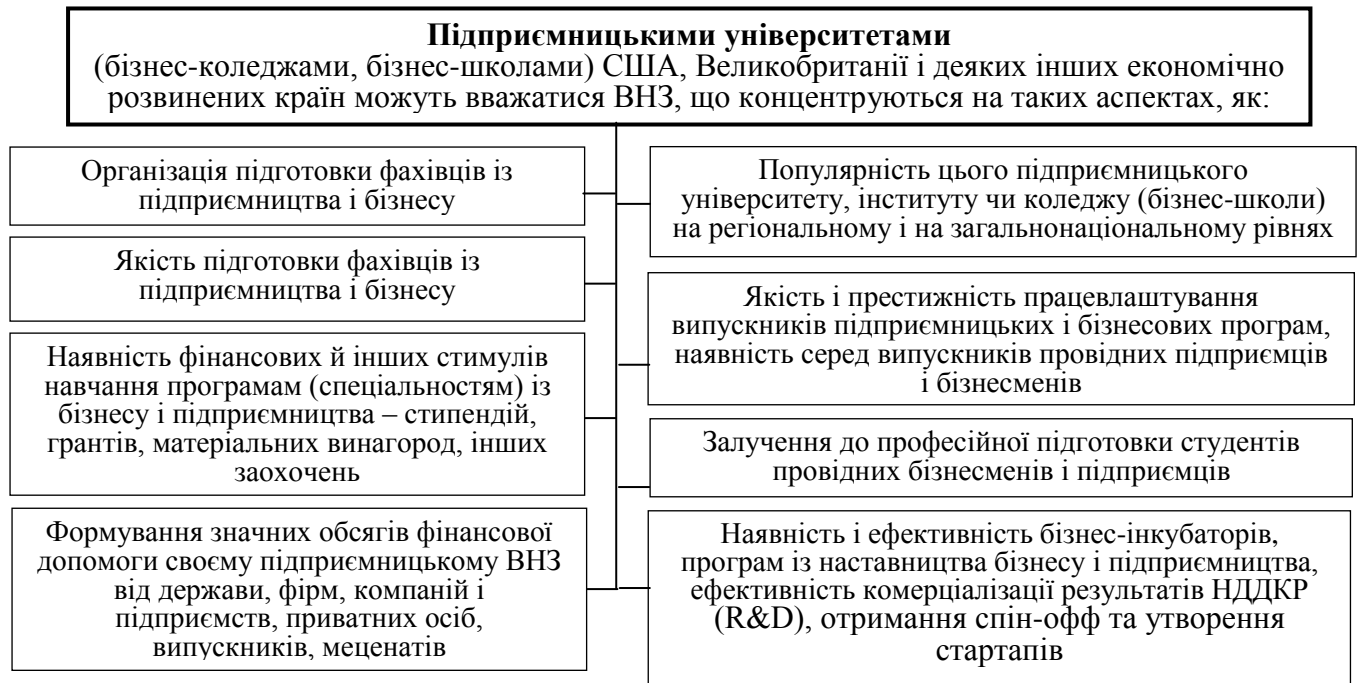 Підприємницькими університетами
(бізнес-коледжами, бізнес-школами) США, Великобританії і деяких інших економічно
розвинених країн можуть вважатися ВНЗ, що концентруються на таких аспектах, як:
Організація підготовки фахівців із
підприємництва і бізнесу
Якість підготовки фахівців із
підприємництва і бізнесу
Наявність фінансових й інших стимулів
навчання програмам (спеціальностям) із
бізнесу і підприємництва – стипендій,
грантів, матеріальних винагород, інших
заохочень
Формування значних обсягів фінансової
допомоги своєму підприємницькому ВНЗ
від держави, фірм, компаній і
підприємств, приватних осіб,
випускників, меценатів
Популярність цього підприємницького
університету, інституту чи коледжу (бізнес-школи)
на регіональному і на загальнонаціональному рівнях
Якість і престижність працевлаштування
випускників підприємницьких і бізнесових програм,
наявність серед випускників провідних підприємців
і бізнесменів
Залучення до професійної підготовки студентів
провідних бізнесменів і підприємців
Наявність і ефективність бізнес-інкубаторів,
програм із наставництва бізнесу і підприємництва,
ефективність комерціалізації результатів НДДКР
(R&D), отримання спін-офф та утворення
стартапів